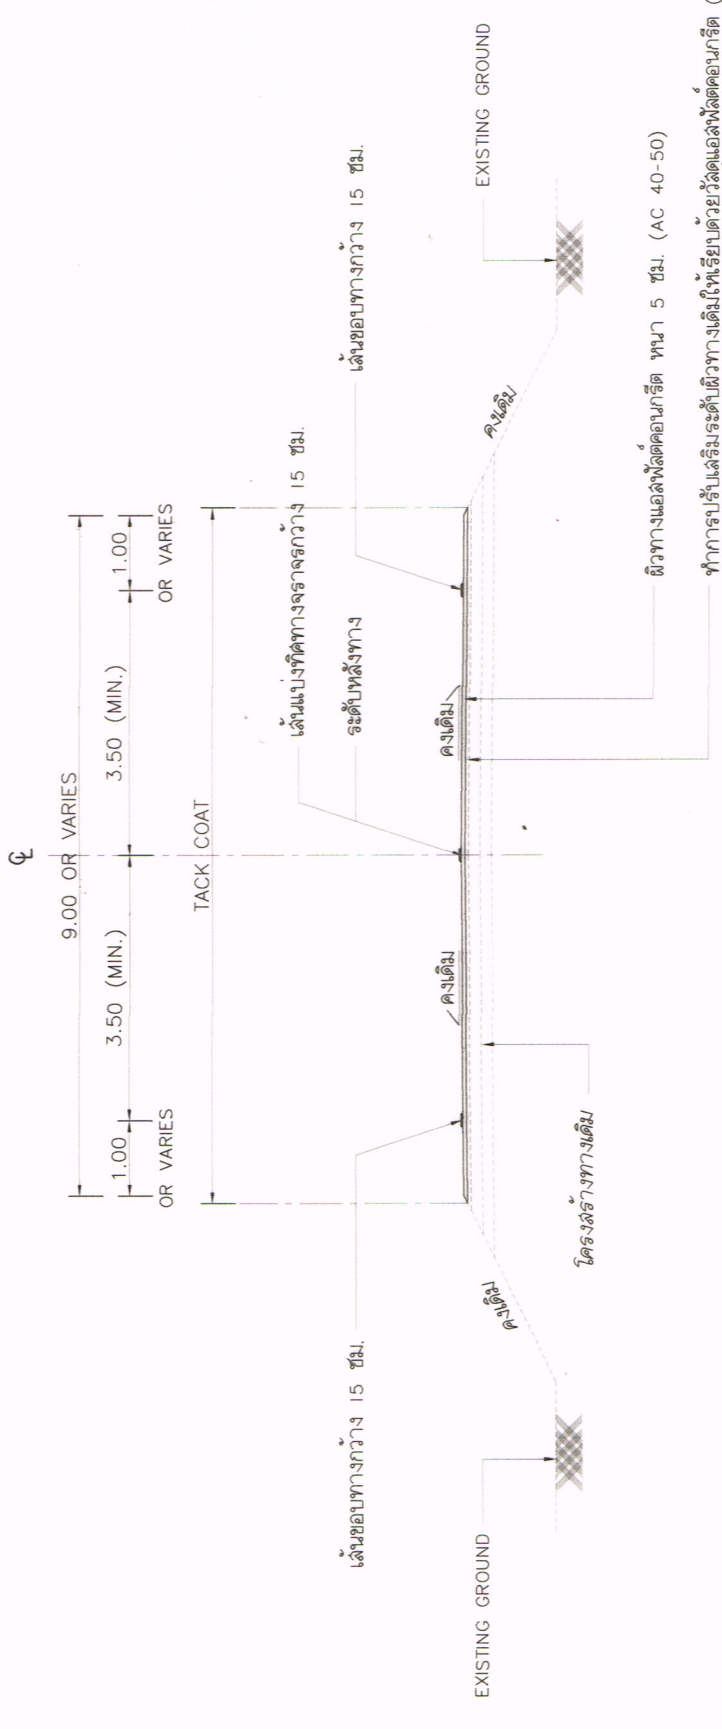 ℄
9.00 OR VARIES
1.00
3.50 (MIN.)
3.50 (MIN.)
1.00
OR VARIES
OR VARIES
TACK COAT
เส้นขอบทางกว้าง 15 ซม.
เส้นแบ่งทิศทางจราจรกว้าง 15 ซม.
ระดับหลังทาง
เส้นขอบทางกว้าง 15 ซม.
คงเดิม
คงเดิม
คงเดิม
คงเดิม
EXISTING GROUND
EXISTING GROUND
โครงสร้างทางเดิม
ผิวทางแอสฟัลต์คอนกรีต หนา 5 ซม. (AC 40-50)
ทำการปรับเสริมระดับผิวทางเดิมให้เรียบด้วยวัสดุแอสฟัลต์คอนกรีต (